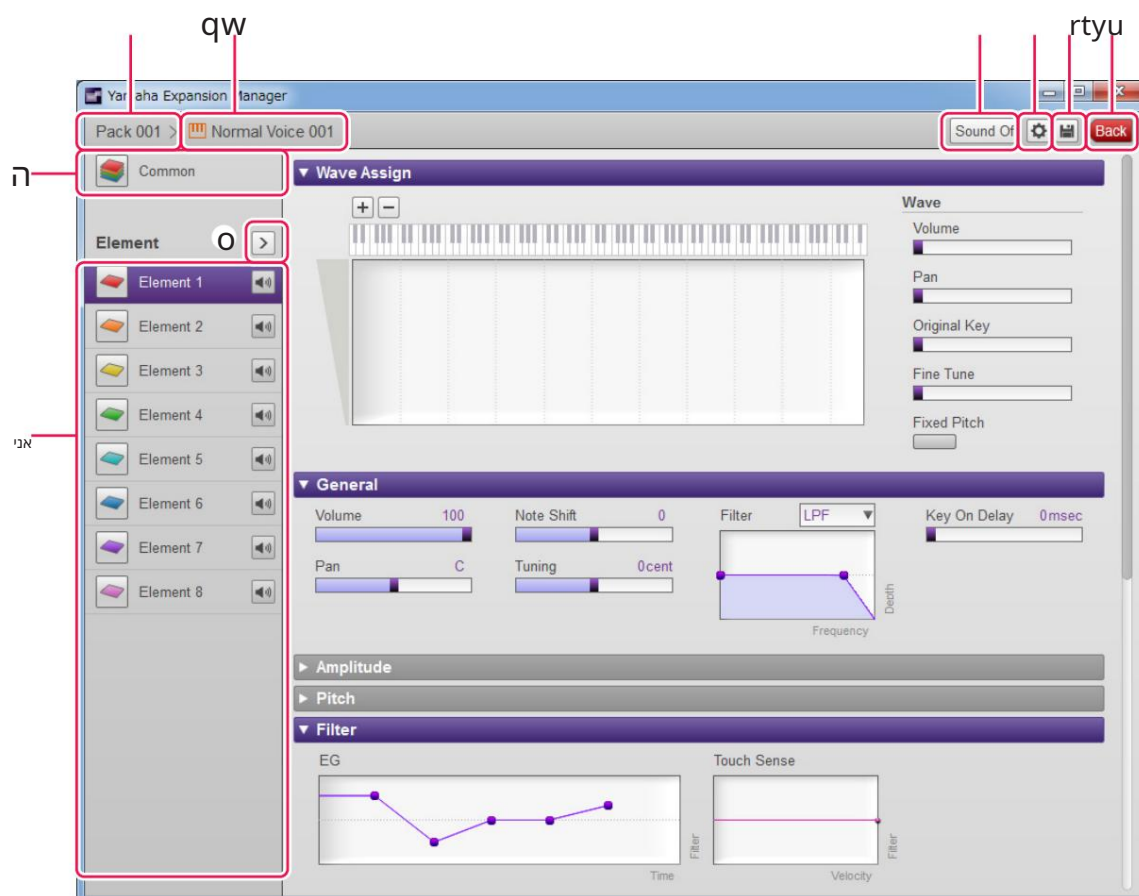 qw
rtyu
Yamaha Expansion Manager
Pack 001 > Normal Voice 001
Sound Of
Back
ה
Common
Element
o
>
Element 1
Element 2
Element 3
Element 4
Element 5
Element 6
Element 7
Element 8
אני
Wave Assign
+ −
Wave
Volume
Pan
Original Key
Fine Tune
Fixed Pitch
General
Volume 100
Note Shift 0
Filter LPF
Key On Delay 0msec
Pan C
Tuning 0cent
Depth
Frequency
Amplitude
Pitch
Filter
EG
Touch Sense
Filter
Time
Filter
Velocity